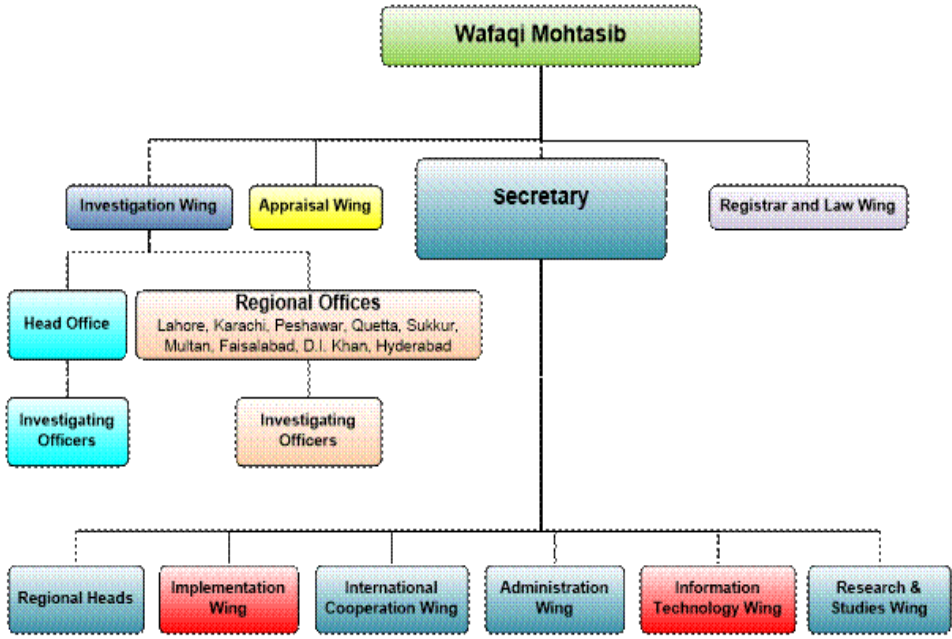 Wafaqi Mohtasib
Investigation Wing
Appraisal Wing
Secretary
Registrar and Law Wing
Head Office
Regional Offices
Lahore, Karachi, Peshawar, Quetta, Sukkur,
Multan, Faisalabad, D.I. Khan, Hyderabad
Investigating
Officers
Investigating
Officers
Regional Heads
Implementation
Wing
International
Cooperation Wing
Administration
Wing
Information
Technology Wing
Research &
Studies Wing